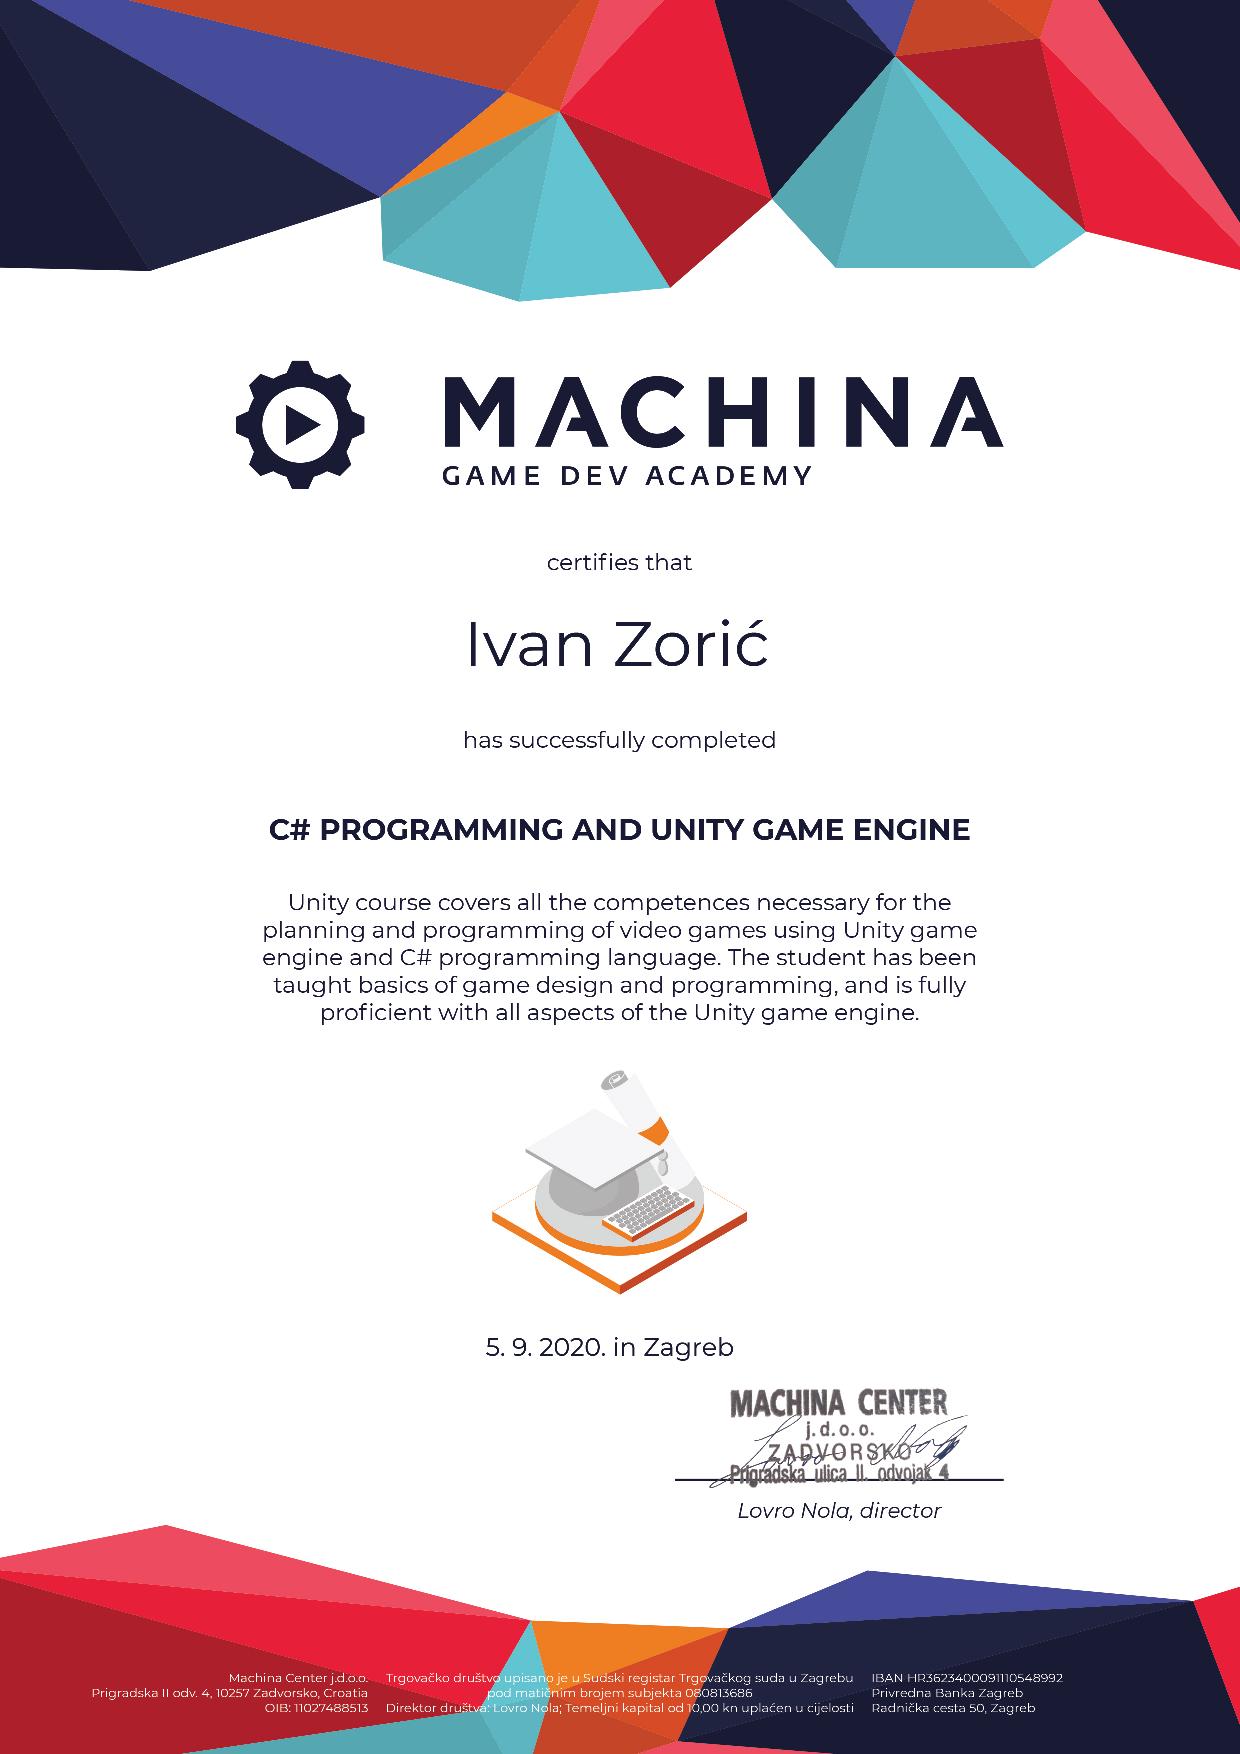 MACHINA
GAME DEV ACADEMY
certifies that
Ivan Zorić
has successfully completed
C# PROGRAMMING AND UNITY GAME ENGINE
Unity course covers all the competences necessary for the
planning and programming of video games using Unity game
engine and C# programming language. The student has been
taught basics of game design and programming, and is fully
proficient with all aspects of the Unity game engine.
5. 9. 2020. in Zagreb
MACHINA CENTER
j.d.o.o.
ZADVORSKO
Prigradska ulica II. odvojak 4
Lovro Nola, director
Machina Center j.d.o.o.
Prigradska II odv. 4, 10257 Zadvorsko, Croatia
OIB: 11027488513
Trgovačko društvo upisano je u Sudski registar Trgovačkog suda u Zagrebu
pod matičnim brojem subjekta 080813686
Direktor društva: Lovro Nola; Temeljni kapital od 10,00 kn uplaćen u cijelosti
IBAN HR3623400091110548992
Privredna Banka Zagreb
Radnička cesta 50, Zagreb